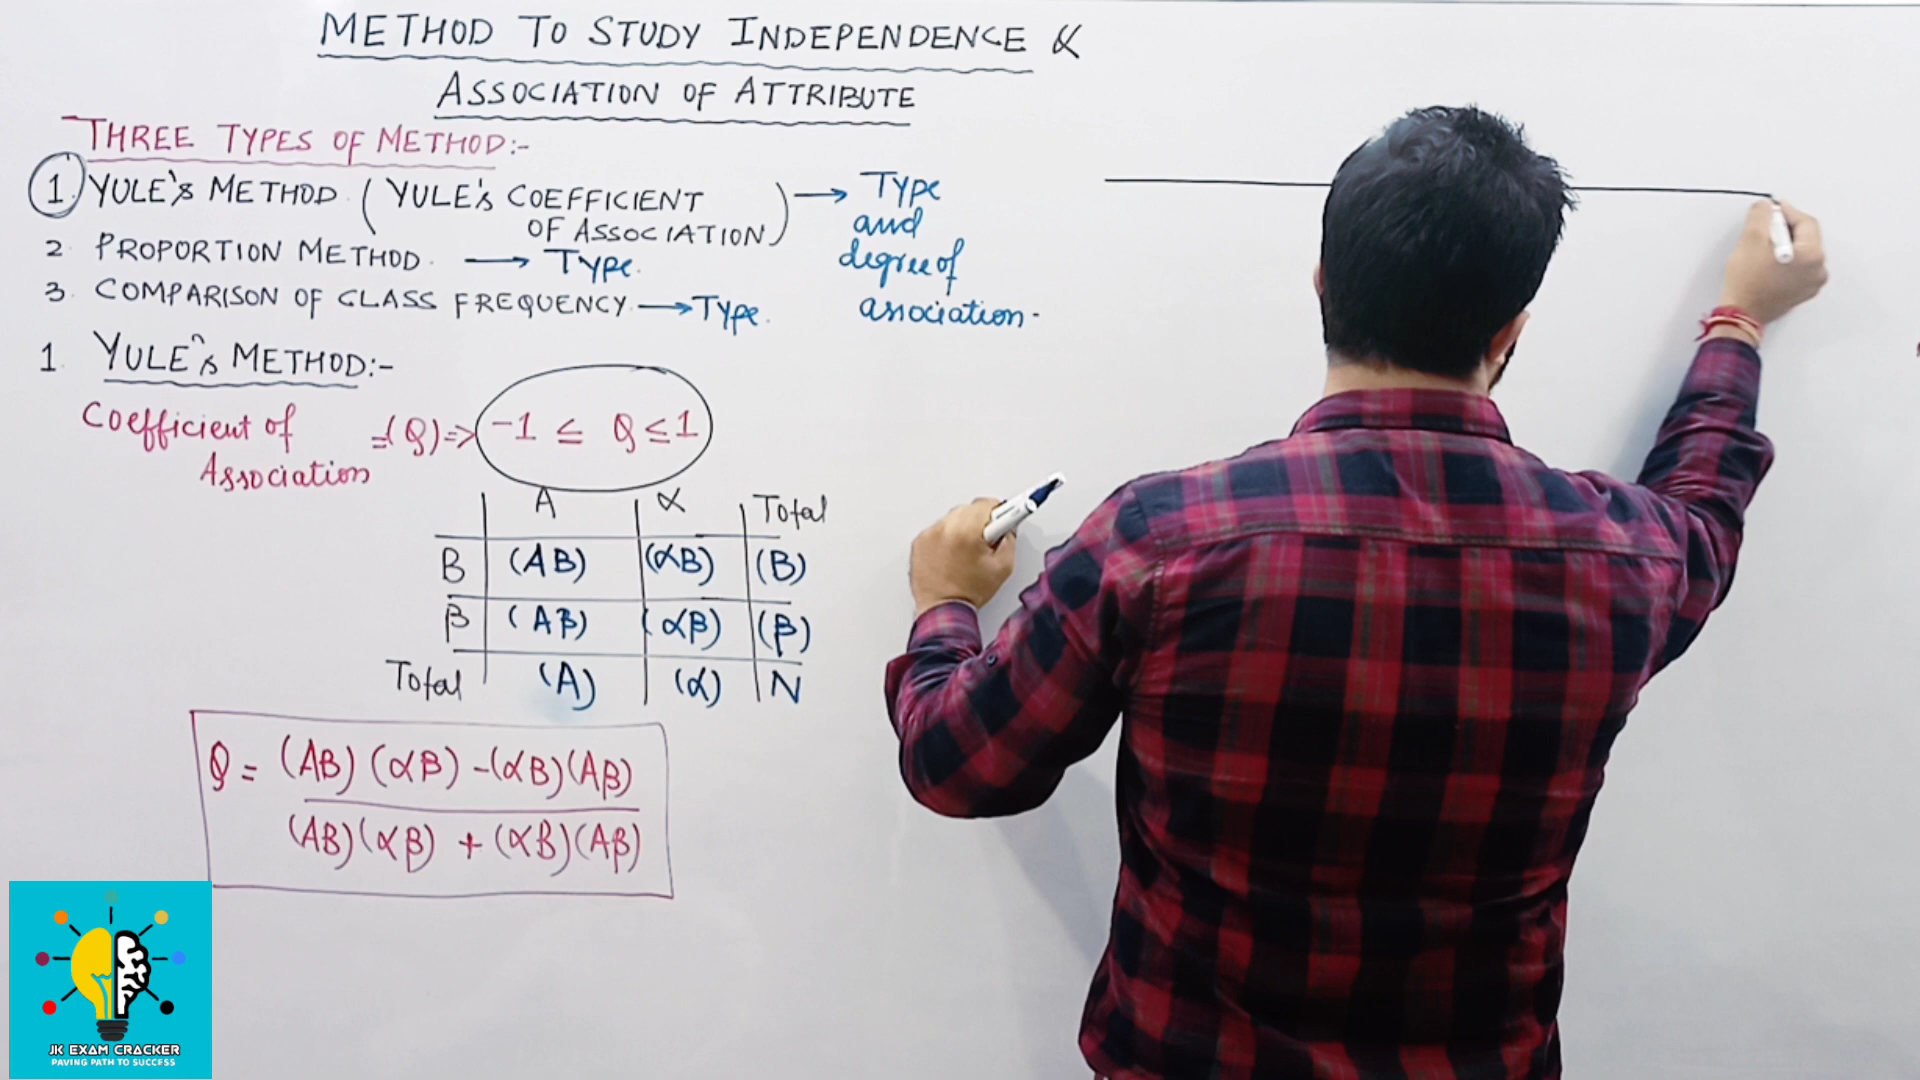 METHOD TO STUDY INDEPENDENCE &
ASSOCIATION OF ATTRIBUTE
THREE TYPES OF METHOD:-
1. YULE'S METHOD (YULE'S COEFFICIENT OF ASSOCIATION) → Type and degree of association.
2. PROPORTION METHOD. → Type.
3. COMPARISON OF CLASS FREQUENCY. → Type.
1. YULE'S METHOD:-
Coefficient of Association =(Q)=> -1 ≤ Q ≤ 1
A α Total
B (AB) (αB) (B)
β (Aβ) (αβ) (β)
Total (A) (α) N
Q = (AB)(αβ) - (αB)(Aβ)
(AB)(αβ) + (αB)(Aβ)
JK EXAM CRACKER
PAVING PATH TO SUCCESS